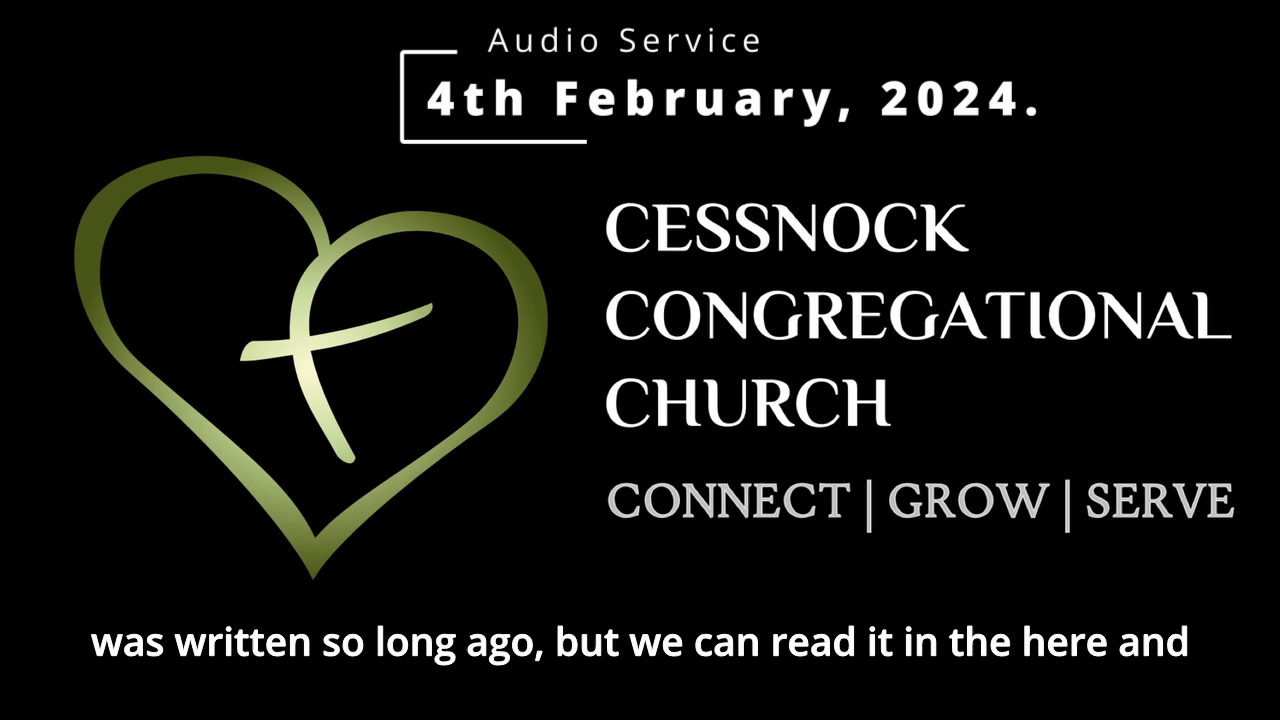 Audio Service
4th February, 2024.
CESSNOCK
CONGREGATIONAL
CHURCH
CONNECT | GROW | SERVE
was written so long ago, but we can read it in the here and